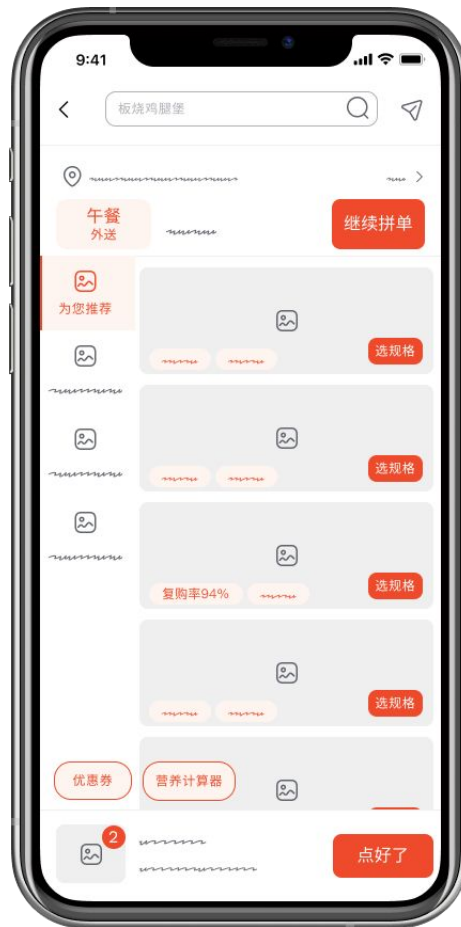 9:41
板烧鸡腿堡
午餐
外送
继续拼单
为您推荐
选规格
选规格
复购率94%
选规格
选规格
优惠券
营养计算器
2
点好了